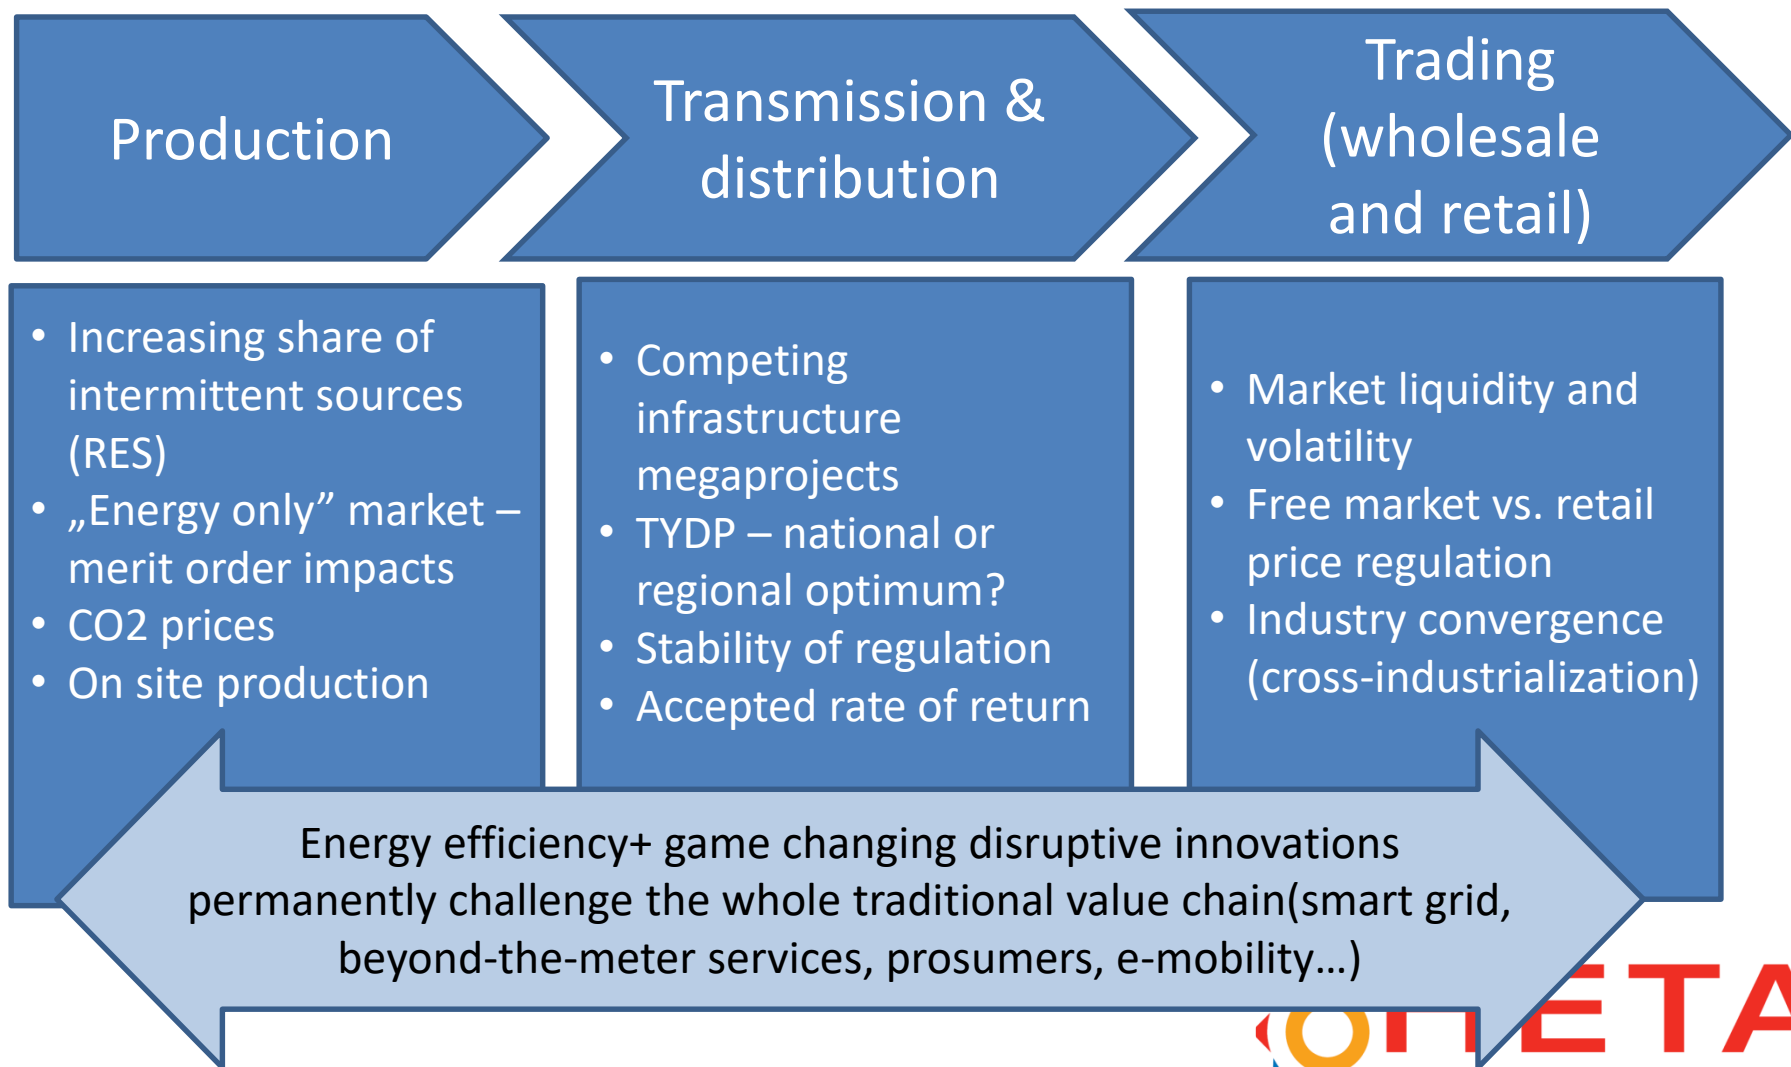 Production
Transmission &
distribution
Trading
(wholesale
and retail)
• Increasing share of
intermittent sources
(RES)
• „Energy only” market –
merit order impacts
• CO2 prices
• On site production
• Competing
infrastructure
megaprojects
• TYDP – national or
regional optimum?
• Stability of regulation
• Accepted rate of return
• Market liquidity and
volatility
• Free market vs. retail
price regulation
• Industry convergence
(cross-industrialization)
Energy efficiency+ game changing disruptive innovations
permanently challenge the whole traditional value chain(smart grid,
beyond-the-meter services, prosumers, e-mobility…)
ETA